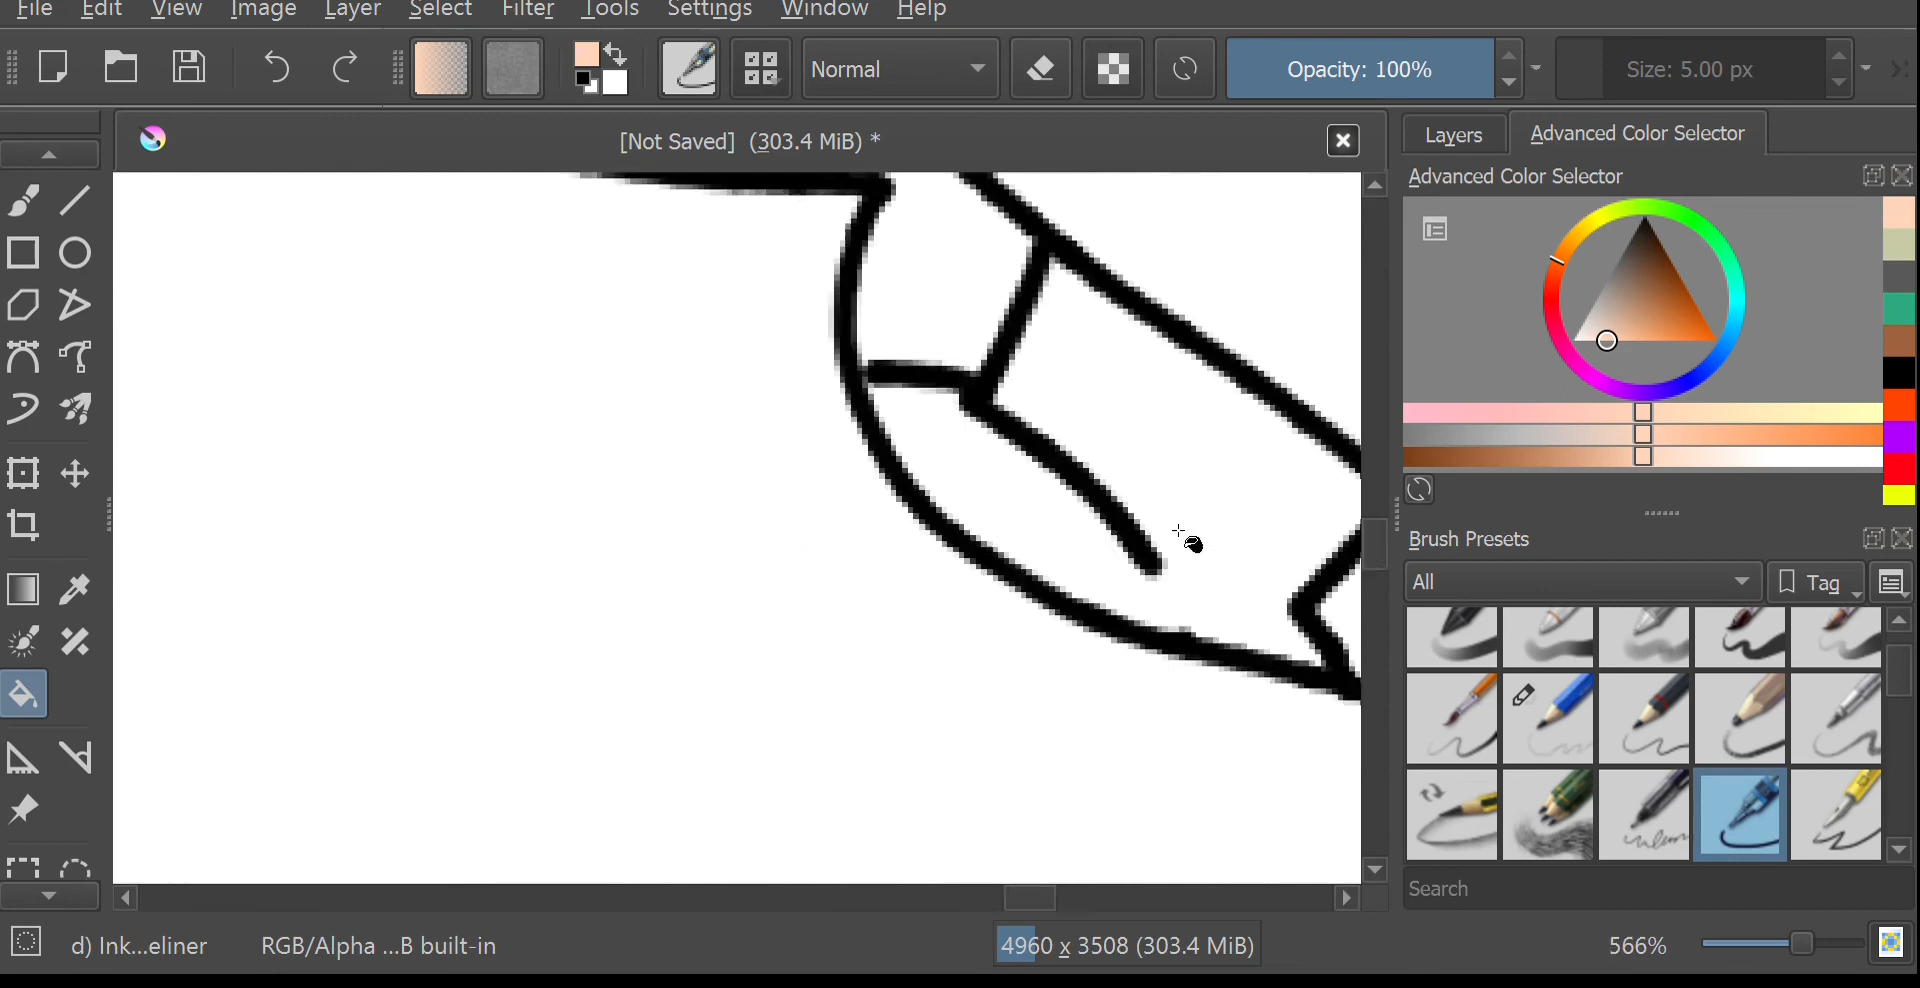 File Edit View Image Layer Select Filter Tools Settings Window Help
Normal Opacity: 100% Size: 5.00 px
[Not Saved] (303.4 MiB) *
Layers Advanced Color Selector
Advanced Color Selector
Brush Presets
All Tag
Search
d) Ink...eliner RGB/Alpha ...B built-in 4960 x 3508 (303.4 MiB) 566%